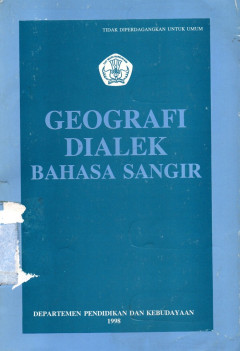 TIDAK DIPERDAGANGKAN UNTUK UMUM
GEOGRAFI
DIALEK
BAHASA SANGIR
DEPARTEMEN PENDIDIKAN DAN KEBUDAYAAN
1998